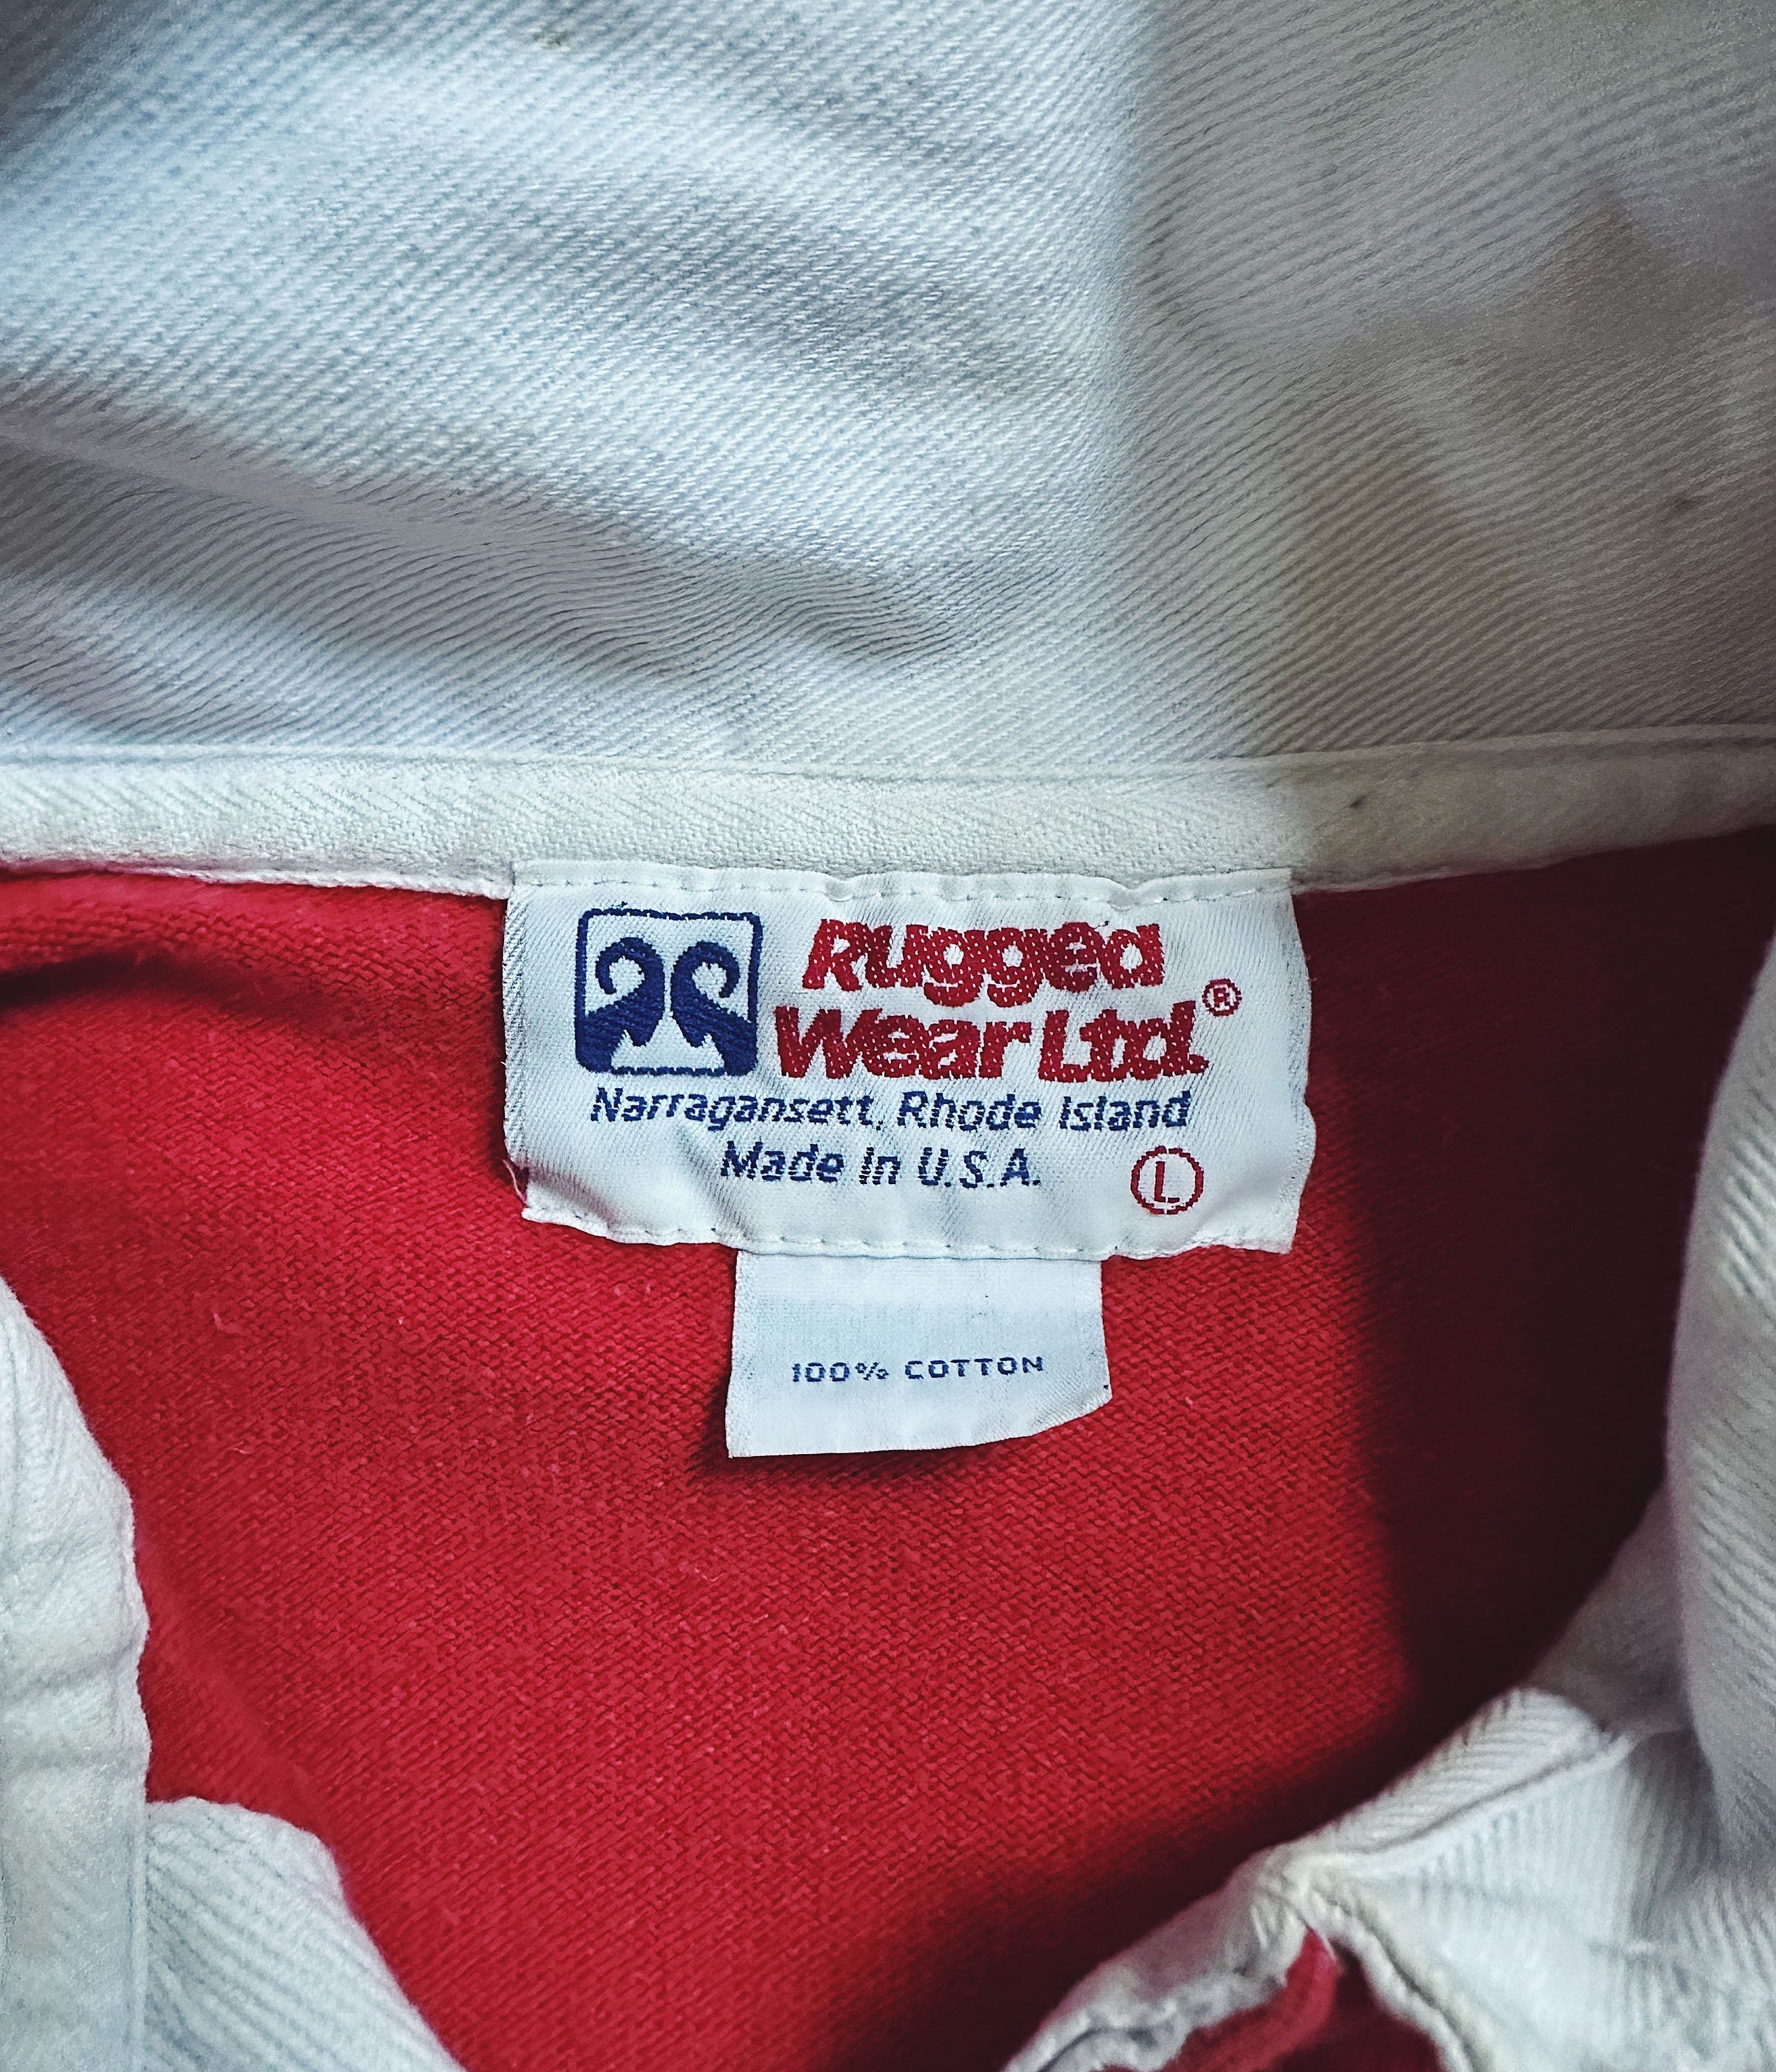 Rugged
Wear Ltd.®
Narragansett, Rhode Island
Made In U.S.A. Ⓛ
100% COTTON